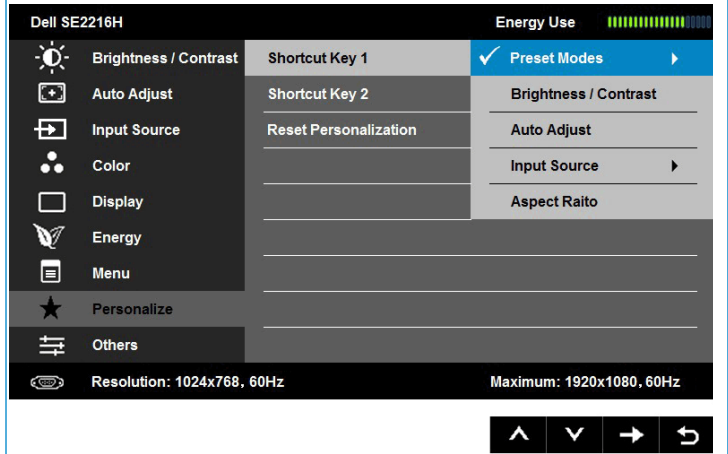 Dell SE2216H Energy Use
Brightness / Contrast Shortcut Key 1 Preset Modes
Auto Adjust Shortcut Key 2 Brightness / Contrast
Input Source Reset Personalization Auto Adjust
Color Input Source
Display Aspect Raito
Energy
Menu
Personalize
Others
Resolution: 1024x768, 60Hz Maximum: 1920x1080, 60Hz